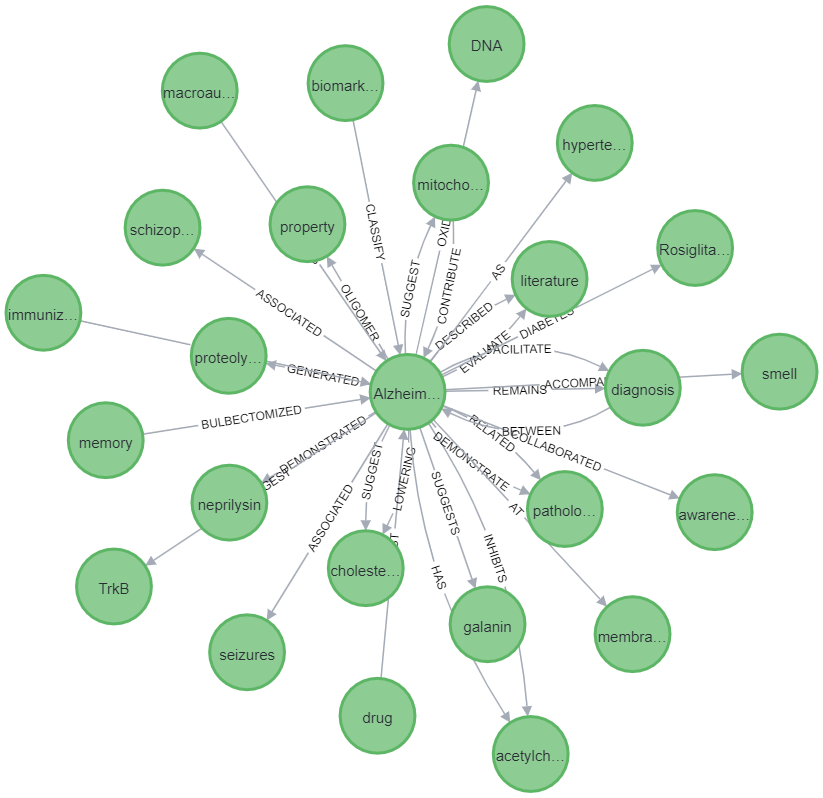 DNA
macroau…
biomark…
hyperte…
mitocho…
property
schizop…
CLASSIFY
OXID
Rosiglita…
SUGGEST
CONTRIBUTE
AS
literature
immuniz…
ASSOCIATED
OLIGOMER
DESCRIBED
DIABETES
EVALUATE
proteoly…
GENERATED
FACILITATE
smell
Alzheim…
REMAINS
ACCOMPA
diagnosis
memory
BULBECTOMIZED
DEMONSTRATED
RELATED
BETWEEN
COLLABORATED
GEST
SUGGEST
LOWERING
SUGGESTS
DEMONSTRATE
neprilysin
ASSOCIATED
AT
patholo…
awarene…
ST
INHIBITS
choleste…
HAS
TrkB
galanin
membra…
seizures
drug
acetylch…